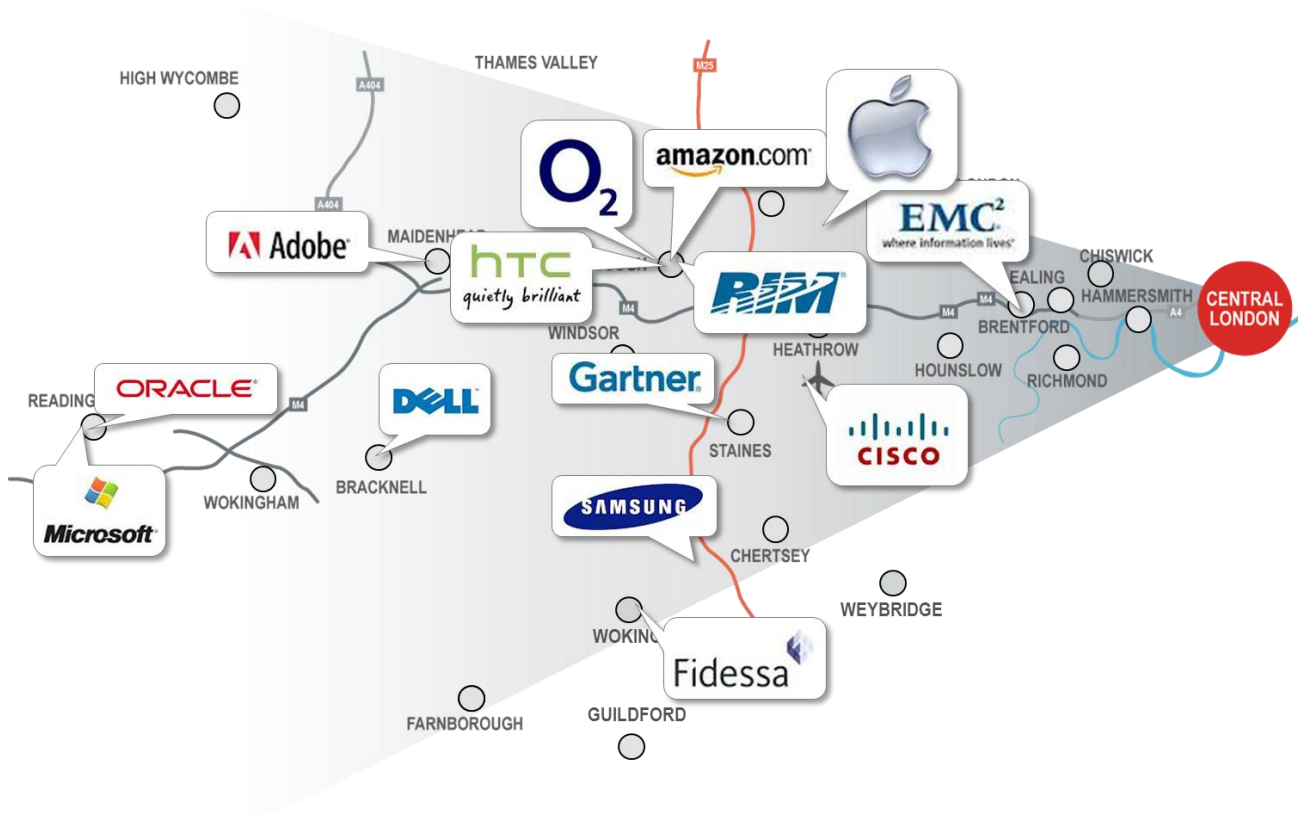 THAMES VALLEY
M25
HIGH WYCOMBE
A404
O2
amazon.com
A404
EMC²
where information lives®
Adobe®
MAIDENHEAD
htc
quietly brilliant
RIM®
CHISWICK
EALING
HAMMERSMITH
CENTRAL
LONDON
M4
M4
M4
A4
BRENTFORD
WINDSOR
HEATHROW
HOUNSLOW
RICHMOND
Gartner®
ORACLE®
READING
DELL™
M4
CISCO
STAINES
BRACKNELL
WOKINGHAM
SAMSUNG
Microsoft®
CHERTSEY
WEYBRIDGE
WOKING
Fidessa
GUILDFORD
FARNBOROUGH